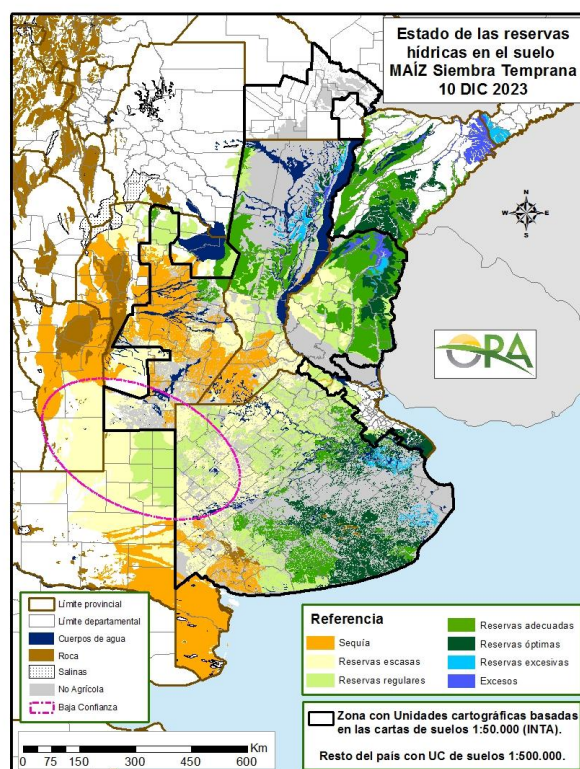 Estado de las reservas
hídricas en el suelo
MAÍZ Siembra Temprana
10 DIC 2023
N
W E
S
ORA
Límite provincial
Límite departamental
Cuerpos de agua
Roca
Salinas
No Agrícola
Baja Confianza
Referencia
Sequía
Reservas escasas
Reservas regulares
Reservas adecuadas
Reservas óptimas
Reservas excesivas
Excesos
Zona con Unidades cartográficas basadas
en las cartas de suelos 1:50.000 (INTA).
Resto del país con UC de suelos 1:500.000.
0 75 150 300 450 600 Km